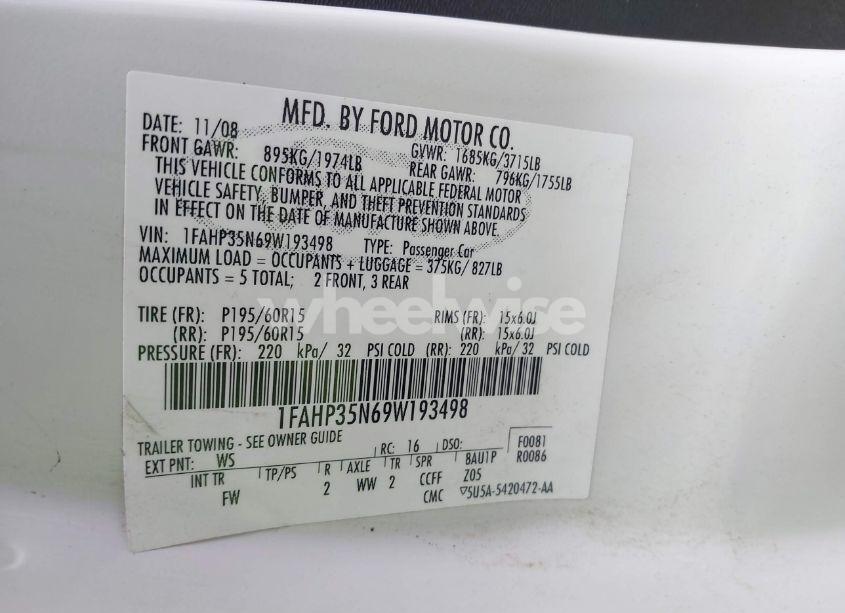 MFD. BY FORD MOTOR CO.
DATE: 11/08 GVWR: 1685KG/3715LB
FRONT GAWR: 895KG/1974LB REAR GAWR: 796KG/1755LB
THIS VEHICLE CONFORMS TO ALL APPLICABLE FEDERAL MOTOR
VEHICLE SAFETY, BUMPER, AND THEFT PREVENTION STANDARDS
IN EFFECT ON THE DATE OF MANUFACTURE SHOWN ABOVE.
VIN: 1FAHP35N69W193498 TYPE: Passenger Car
MAXIMUM LOAD = OCCUPANTS + LUGGAGE = 375KG/ 827LB
OCCUPANTS = 5 TOTAL; 2 FRONT, 3 REAR
wheelwise
TIRE (FR): P195/60R15 RIMS (FR): 15x6.0J
(RR): P195/60R15 (RR): 15x6.0J
PRESSURE (FR): 220 kPa/ 32 PSI COLD (RR): 220 kPa/ 32 PSI COLD
1FAHP35N69W193498
TRAILER TOWING - SEE OWNER GUIDE
EXT PNT: WS RC: 16 DSO: F0081
R0086
INT TR TP/PS R AXLE TR SPR 8AU1P
FW 2 WW 2 CCFF Z05
CMC ▽5U5A-5420472-AA